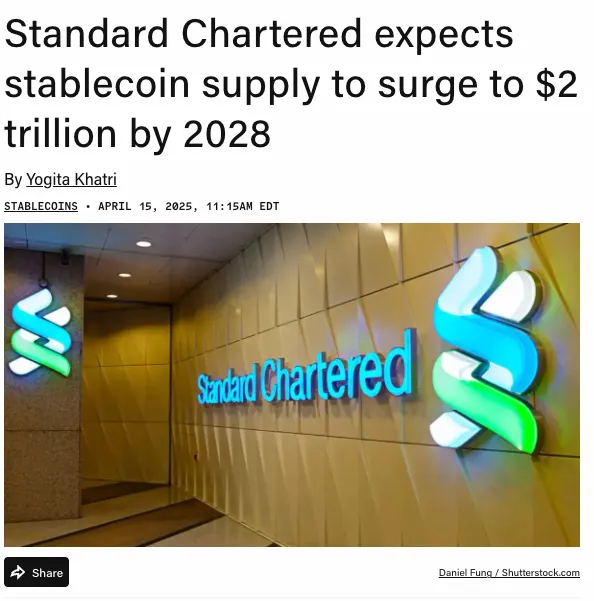 Standard Chartered expects
stablecoin supply to surge to $2
trillion by 2028
By Yogita Khatri
STABLECOINS • APRIL 15, 2025, 11:15AM EDT
Standard Chartered
Share
Daniel Fung / Shutterstock.com